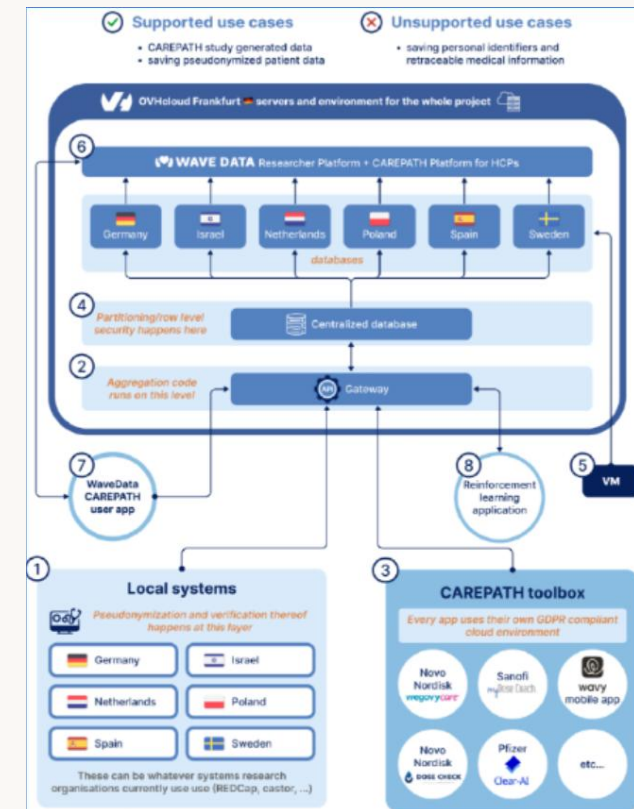 Supported use cases
• CAREPATH study generated data
• saving pseudonymized patient data
Unsupported use cases
• saving personal identifiers and
retraceable medical information
OVHcloud Frankfurt servers and environment for the whole project
6
WAVE DATA Researcher Platform + CAREPATH Platform for HCPs
Germany
Israel
Netherlands
Poland
Spain
Sweden
databases
4
Partitioning/row level
security happens here
Centralized database
2
Aggregation code
runs on this level
API
Gateway
7
WaveData
CAREPATH
user app
8
Reinforcement
learning
application
5
VM
1
Local systems
Pseudonymization and verification thereof
happens at this layer
Germany
Israel
Netherlands
Poland
Spain
Sweden
These can be whatever systems research
organisations currently use use (REDCap, castor, ...)
3
CAREPATH toolbox
Every app uses their own GDPR compliant
cloud environment
Novo
Nordisk
wegovycare
Sanofi
my Dose Coach
wavy
mobile app
Novo
Nordisk
DOSE CHECK
Pfizer
Clear-AI
etc...